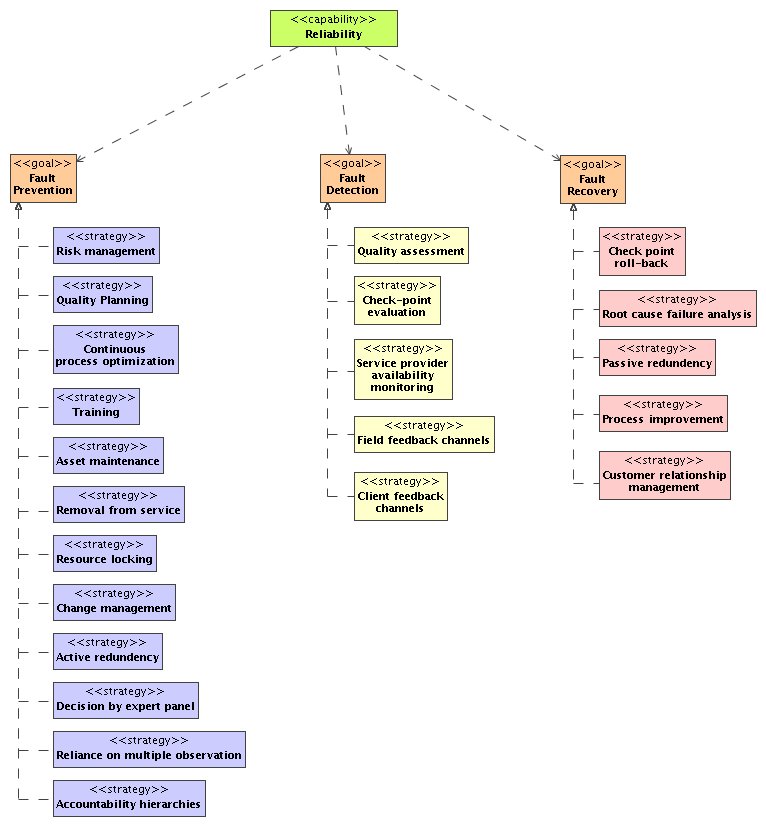 <<capability>>
Reliability
<<goal>>
Fault
Prevention
<<strategy>>
Risk management
<<strategy>>
Quality Planning
<<strategy>>
Continuous
process optimization
<<strategy>>
Training
<<strategy>>
Asset maintenance
<<strategy>>
Removal from service
<<strategy>>
Resource locking
<<strategy>>
Change management
<<strategy>>
Active redundency
<<strategy>>
Decision by expert panel
<<strategy>>
Reliance on multiple observation
<<strategy>>
Accountability hierarchies
<<goal>>
Fault
Detection
<<strategy>>
Quality assessment
<<strategy>>
Check-point
evaluation
<<strategy>>
Service provider
availability
monitoring
<<strategy>>
Field feedback channels
<<strategy>>
Client feedback
channels
<<goal>>
Fault
Recovery
<<strategy>>
Check point
roll-back
<<strategy>>
Root cause failure analysis
<<strategy>>
Passive redundency
<<strategy>>
Process improvement
<<strategy>>
Customer relationship
management